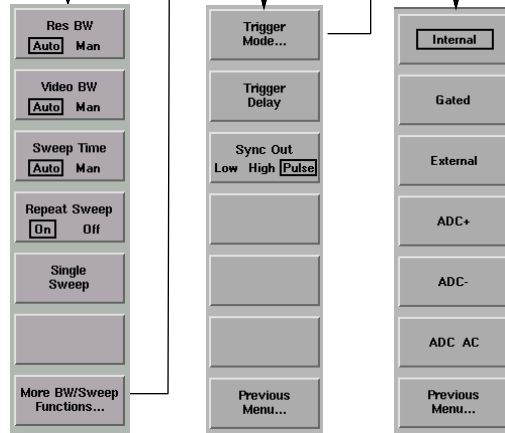 Res BW
Auto Man
Video BW
Auto Man
Sweep Time
Auto Man
Repeat Sweep
On Off
Single
Sweep
More BW/Sweep
Functions...
Trigger
Mode...
Trigger
Delay
Sync Out
Low High Pulse
Previous
Menu...
Internal
Gated
External
ADC+
ADC-
ADC AC
Previous
Menu...